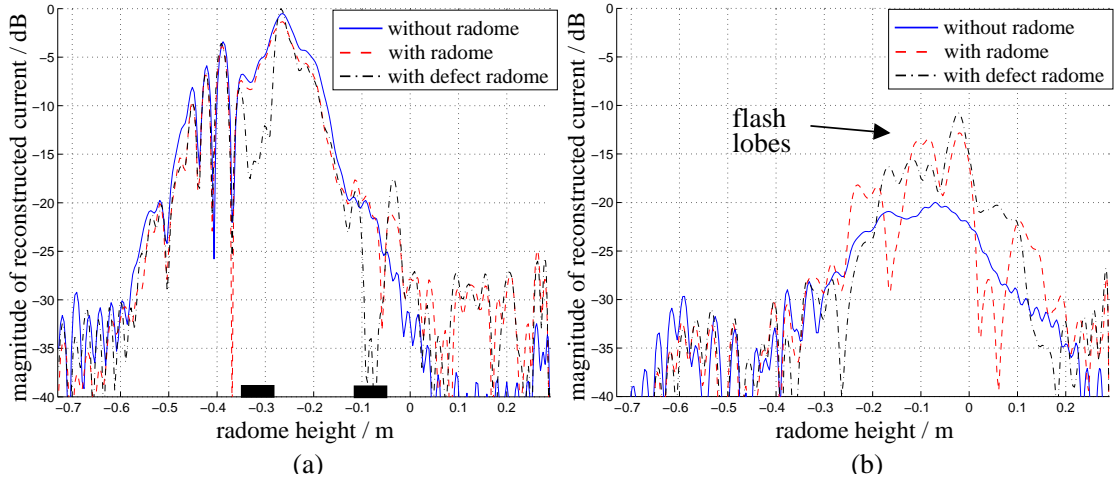 magnitude of reconstructed current / dB
0
−5
−10
−15
−20
−25
−30
−35
−40
−0.7 −0.6 −0.5 −0.4 −0.3 −0.2 −0.1 0 0.1 0.2
radome height / m
without radome
with radome
with defect radome
(a)
magnitude of reconstructed current / dB
0
−5
−10
−15
−20
−25
−30
−35
−40
−0.7 −0.6 −0.5 −0.4 −0.3 −0.2 −0.1 0 0.1 0.2
radome height / m
without radome
with radome
with defect radome
flash
lobes
(b)